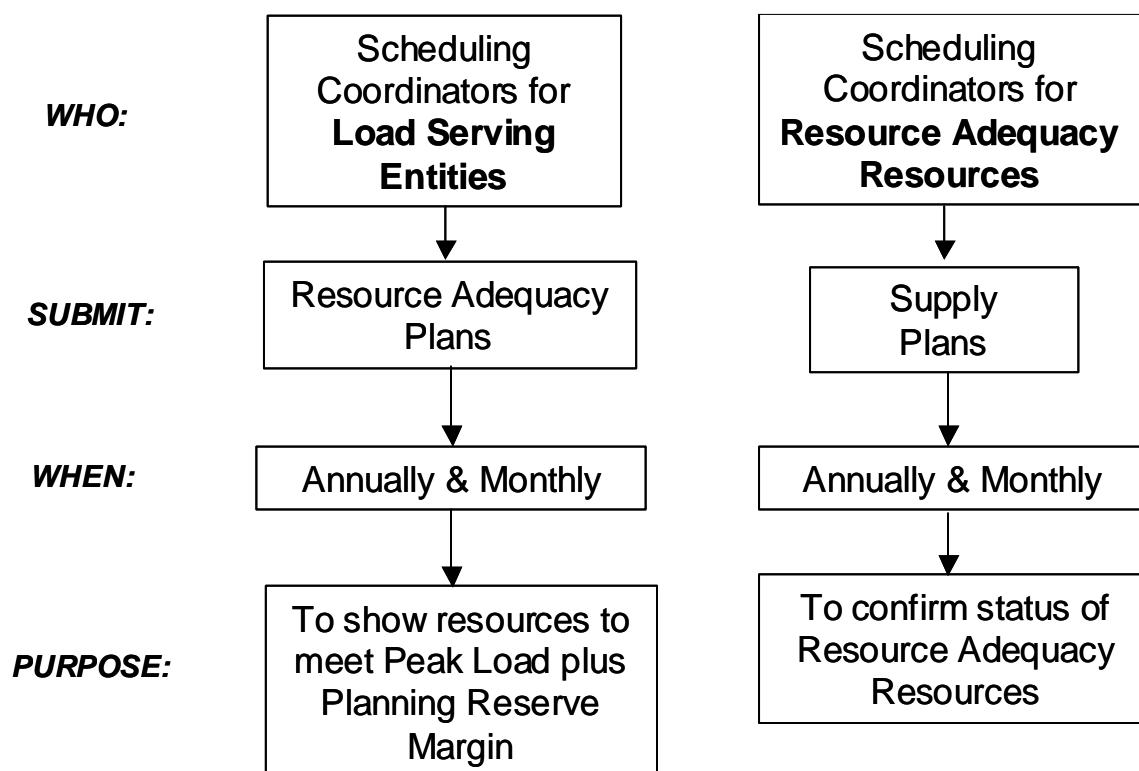 WHO:
Scheduling
Coordinators for
Load Serving
Entities
Scheduling
Coordinators for
Resource Adequacy
Resources
SUBMIT:
Resource Adequacy
Plans
Supply
Plans
WHEN:
Annually & Monthly
Annually & Monthly
PURPOSE:
To show resources to
meet Peak Load plus
Planning Reserve
Margin
To confirm status of
Resource Adequacy
Resources